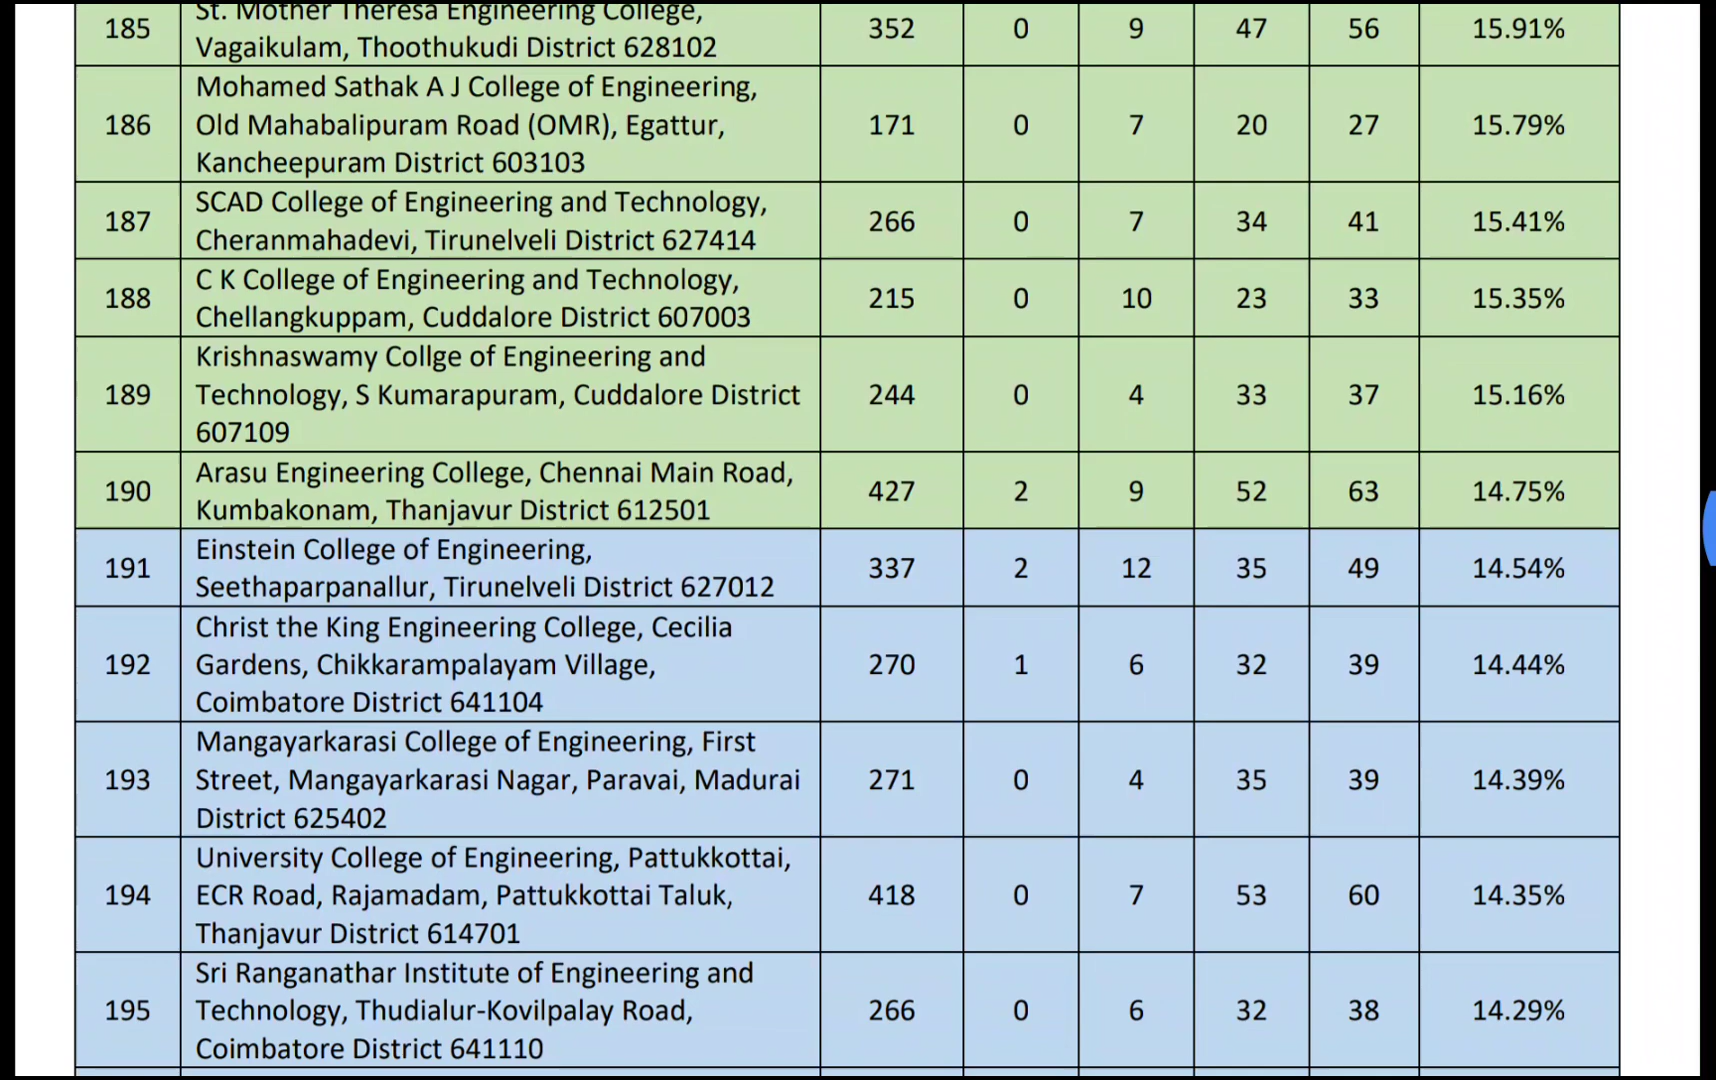 185 St. Mother Theresa Engineering College, 352 0 9 47 56 15.91%
Vagaikulam, Thoothukudi District 628102
Mohamed Sathak A J College of Engineering,
186 Old Mahabalipuram Road (OMR), Egattur, 171 0 7 20 27 15.79%
Kancheepuram District 603103
187 SCAD College of Engineering and Technology, 266 0 7 34 41 15.41%
Cheranmahadevi, Tirunelveli District 627414
188 C K College of Engineering and Technology, 215 0 10 23 33 15.35%
Chellangkuppam, Cuddalore District 607003
Krishnaswamy Collge of Engineering and
189 Technology, S Kumarapuram, Cuddalore District 244 0 4 33 37 15.16%
607109
190 Arasu Engineering College, Chennai Main Road, 427 2 9 52 63 14.75%
Kumbakonam, Thanjavur District 612501
191 Einstein College of Engineering, 337 2 12 35 49 14.54%
Seethaparpanallur, Tirunelveli District 627012
Christ the King Engineering College, Cecilia
192 Gardens, Chikkarampalayam Village, 270 1 6 32 39 14.44%
Coimbatore District 641104
Mangayarkarasi College of Engineering, First
193 Street, Mangayarkarasi Nagar, Paravai, Madurai 271 0 4 35 39 14.39%
District 625402
University College of Engineering, Pattukkottai,
194 ECR Road, Rajamadam, Pattukkottai Taluk, 418 0 7 53 60 14.35%
Thanjavur District 614701
Sri Ranganathar Institute of Engineering and
195 Technology, Thudialur-Kovilpalay Road, 266 0 6 32 38 14.29%
Coimbatore District 641110